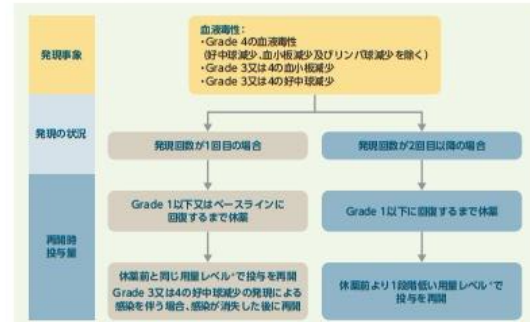 発現事象
血液毒性:
・Grade 4の血液毒性
(好中球減少、血小板減少及びリンパ球減少を除く)
・Grade 3又は4の血小板減少
・Grade 3又は4の好中球減少
発現の状況
発現回数が1回目の場合
発現回数が2回目以降の場合
再開時
投与量
Grade 1以下又はベースラインに
回復するまで休薬
Grade 1以下に回復するまで休薬
休薬前と同じ用量レベル*で投与を再開
Grade 3又は4の好中球減少の発現による
感染を伴う場合、感染が消失した後に再開
休薬前より1段階低い用量レベル*で
投与を再開